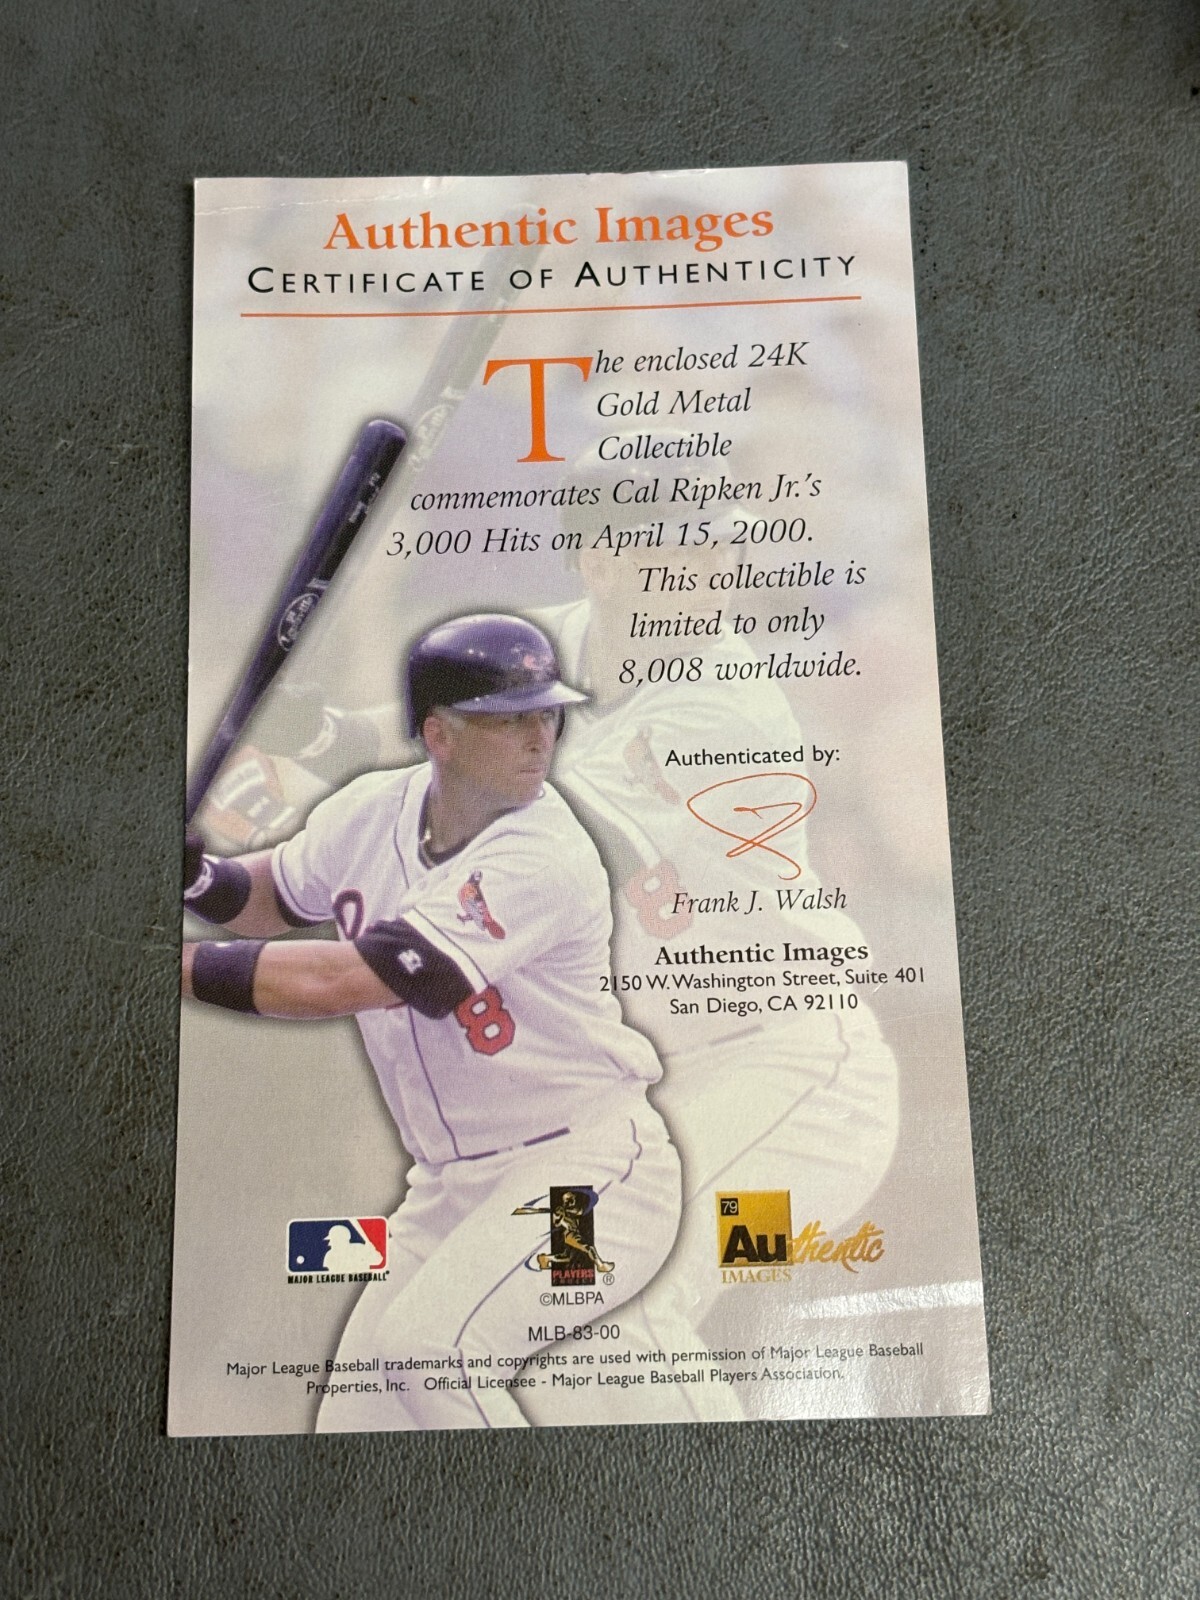 Authentic Images
CERTIFICATE OF AUTHENTICITY
The enclosed 24K
Gold Metal
Collectible
commemorates Cal Ripken Jr.'s
3,000 Hits on April 15, 2000.
This collectible is
limited to only
8,008 worldwide.
Authenticated by:
Frank J. Walsh
Authentic Images
2150 W. Washington Street, Suite 401
San Diego, CA 92110
8
8
MAJOR LEAGUE BASEBALL
PLAYERS
®
©MLBPA
79
Authentic
IMAGES
MLB-83-00
Major League Baseball trademarks and copyrights are used with permission of Major League Baseball
Properties, Inc. Official Licensee - Major League Baseball Players Association.